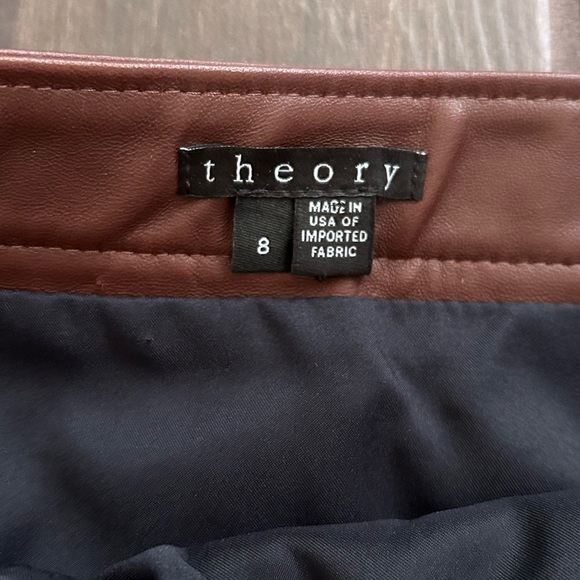 theory
8
MADE IN
USA OF
IMPORTED
FABRIC